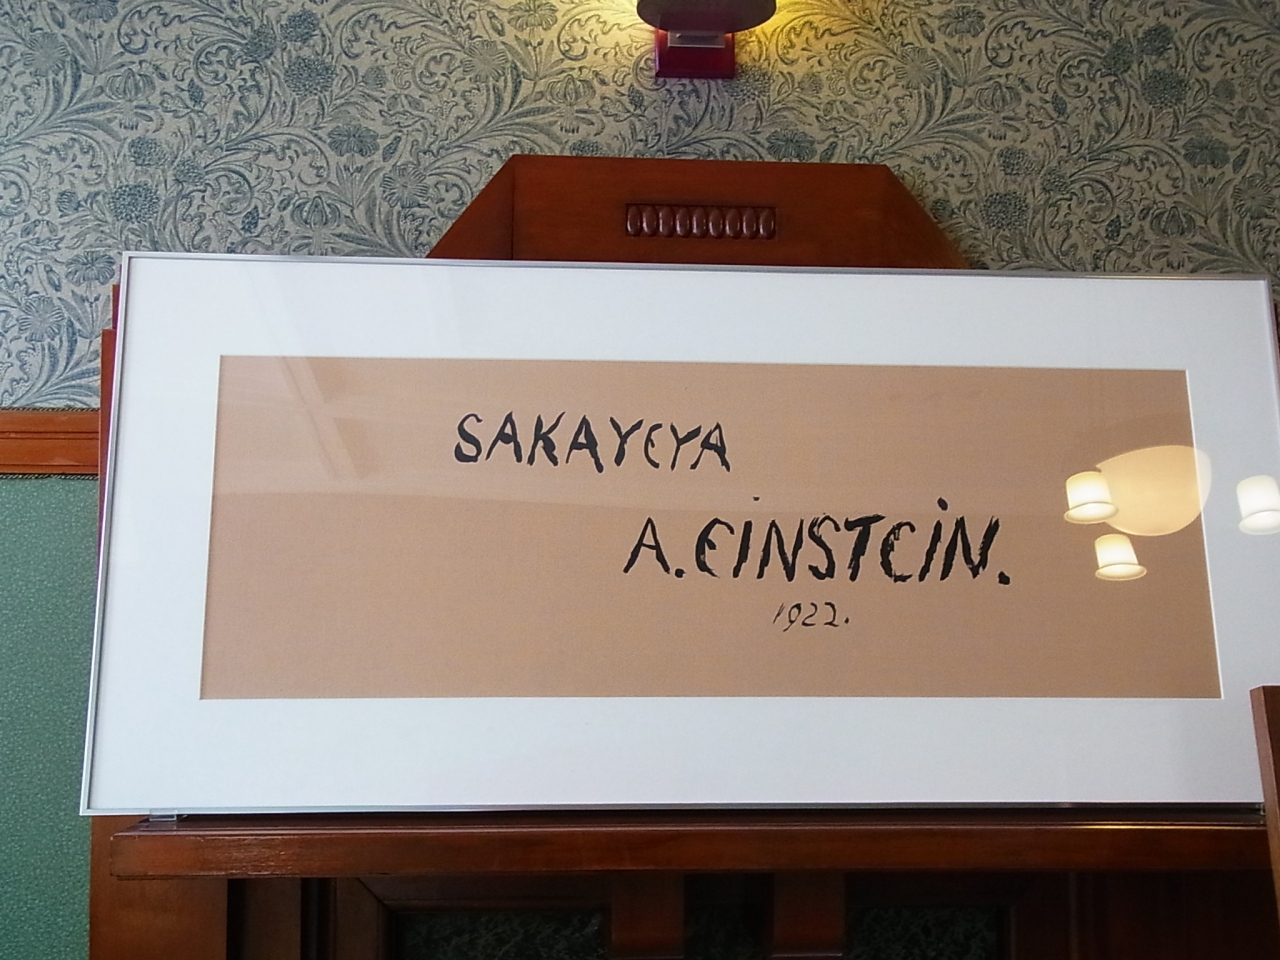 SAKAYEYA
A. EINSTEIN.
1922.